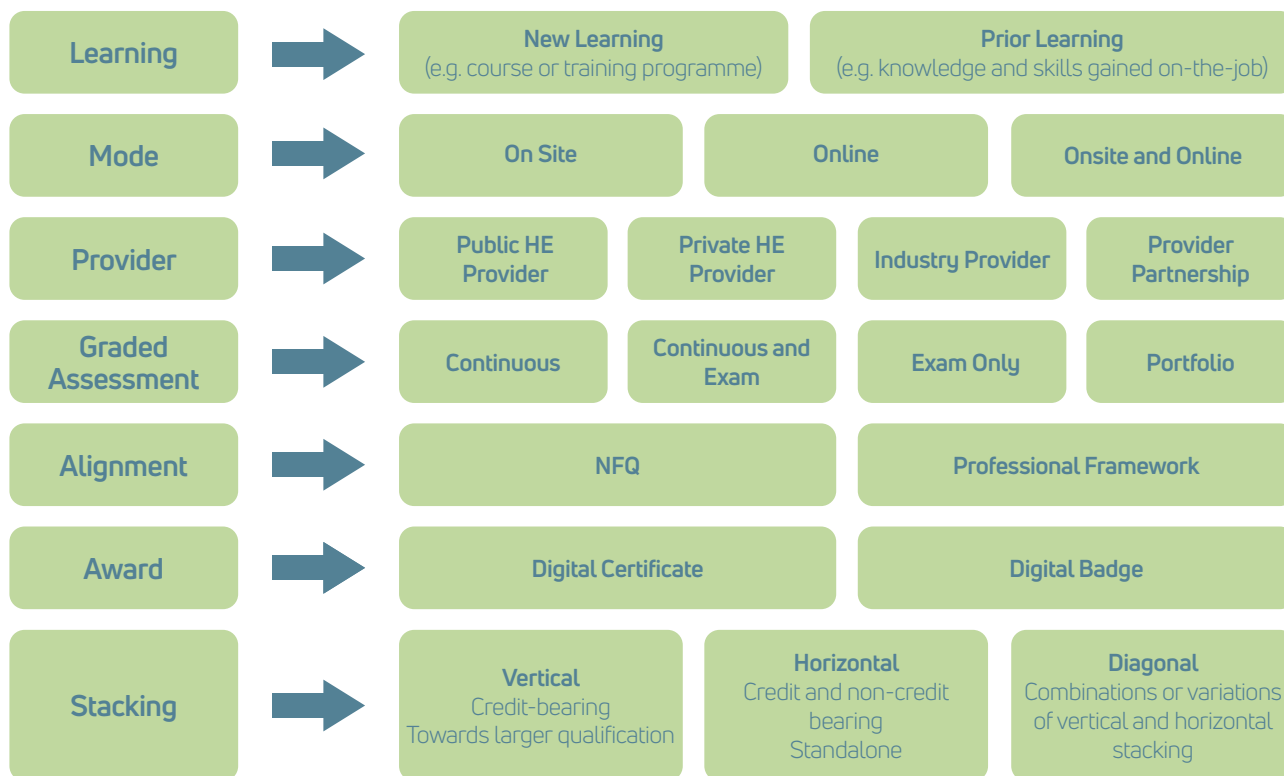 Learning
New Learning
(e.g. course or training programme)
Prior Learning
(e.g. knowledge and skills gained on-the-job)
Mode
On Site
Online
Onsite and Online
Provider
Public HE
Provider
Private HE
Provider
Industry Provider
Provider
Partnership
Graded
Assessment
Continuous
Continuous and
Exam
Exam Only
Portfolio
Alignment
NFQ
Professional Framework
Award
Digital Certificate
Digital Badge
Stacking
Vertical
Credit-bearing
Towards larger qualification
Horizontal
Credit and non-credit
bearing
Standalone
Diagonal
Combinations or variations
of vertical and horizontal
stacking